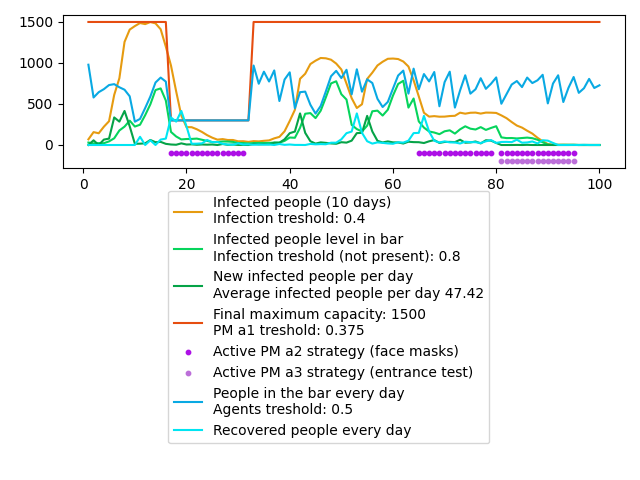 1500
1000
500
0
0
20
40
60
80
100
Infected people (10 days)
Infection treshold: 0.4
Infected people level in bar
Infection treshold (not present): 0.8
New infected people per day
Average infected people per day 47.42
Final maximum capacity: 1500
PM a1 treshold: 0.375
Active PM a2 strategy (face masks)
Active PM a3 strategy (entrance test)
People in the bar every day
Agents treshold: 0.5
Recovered people every day